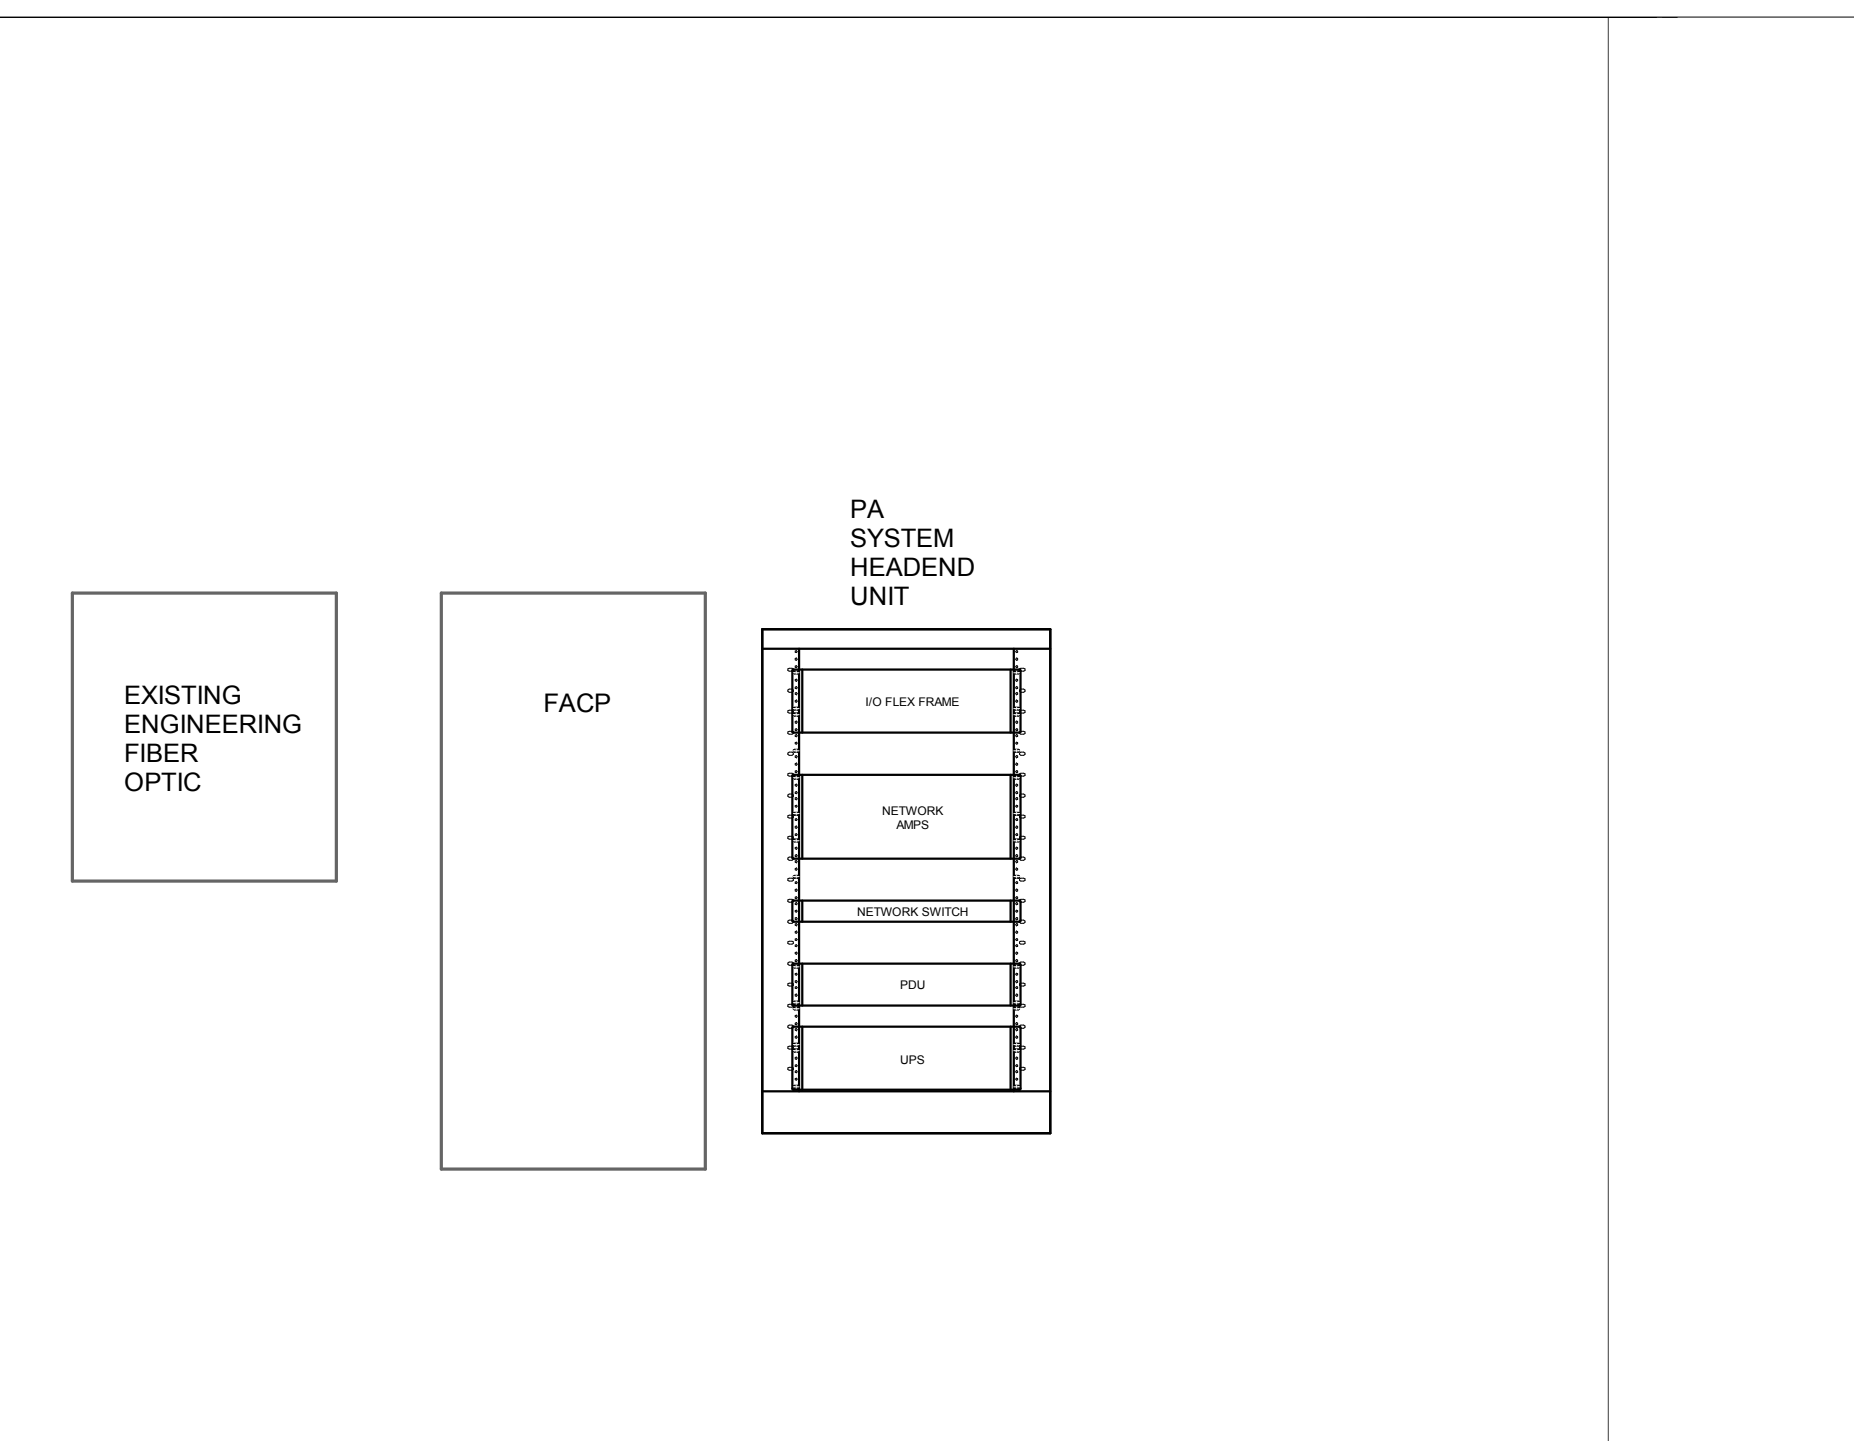 PA
SYSTEM
HEADEND
UNIT
EXISTING
ENGINEERING
FIBER
OPTIC
FACP
I/O FLEX FRAME
NETWORK
AMPS
NETWORK SWITCH
PDU
UPS